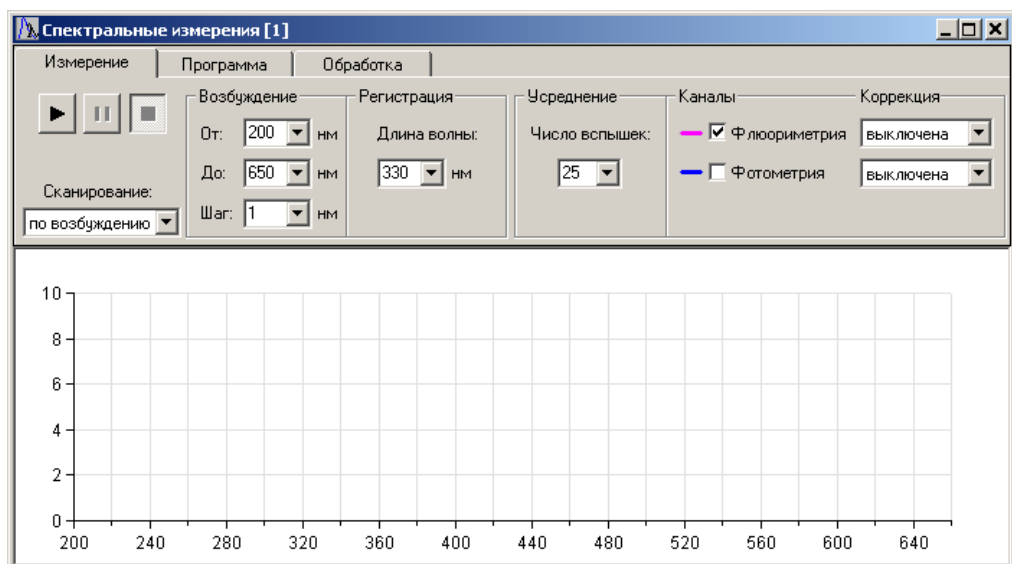 Спектральные измерения [1]
Измерение Программа Обработка
Возбуждение Регистрация Усреднение Каналы Коррекция
От: 200 нм Длина волны: Число вспышек: Флюориметрия выключена
До: 650 нм 330 нм 25 Фотометрия выключена
Сканирование:
Шаг: 1 нм
по возбуждению
10
8
6
4
2
0
200 240 280 320 360 400 440 480 520 560 600 640